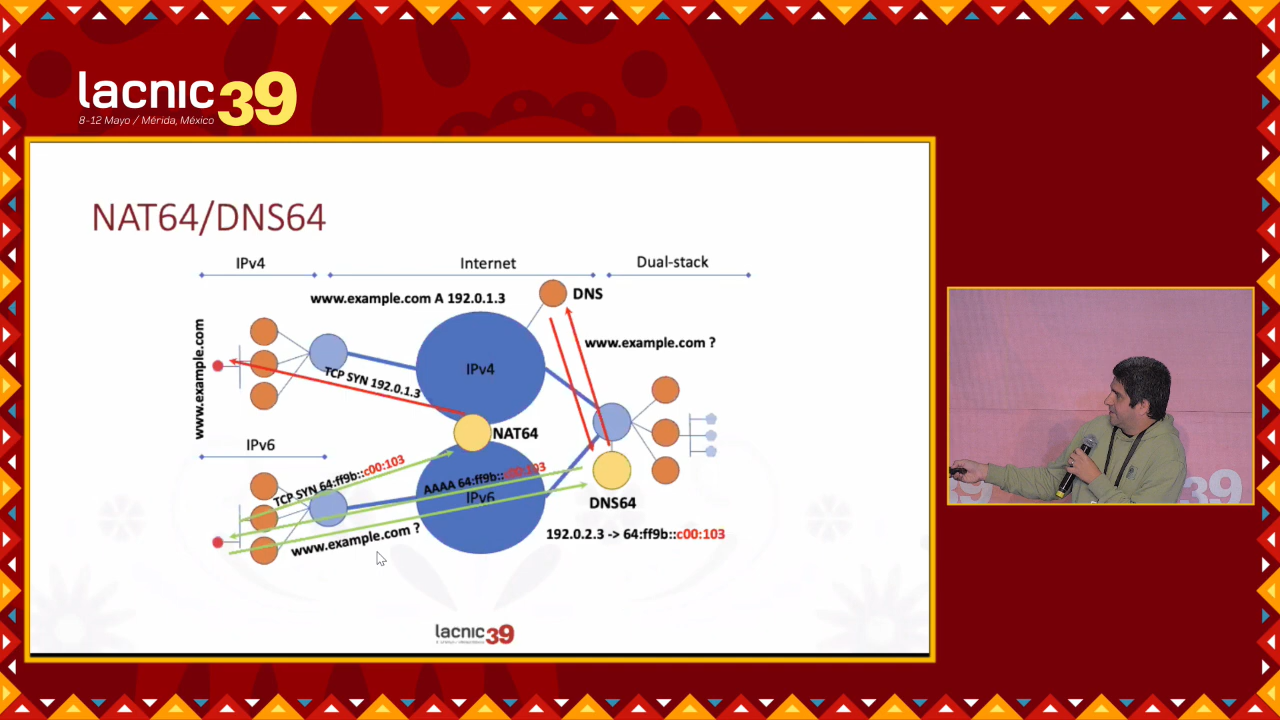 lacnic39
8-12 Mayo / Mérida, México
NAT64/DNS64
IPv4
Internet
Dual-stack
www.example.com A 192.0.1.3
DNS
www.example.com
www.example.com ?
TCP SYN 192.0.1.3
IPv4
NAT64
IPv6
TCP SYN 64:ff9b::c00:103
AAAA 64:ff9b::c00:103
IPv6
DNS64
www.example.com ?
192.0.2.3 -> 64:ff9b::c00:103
lacnic39
39
39